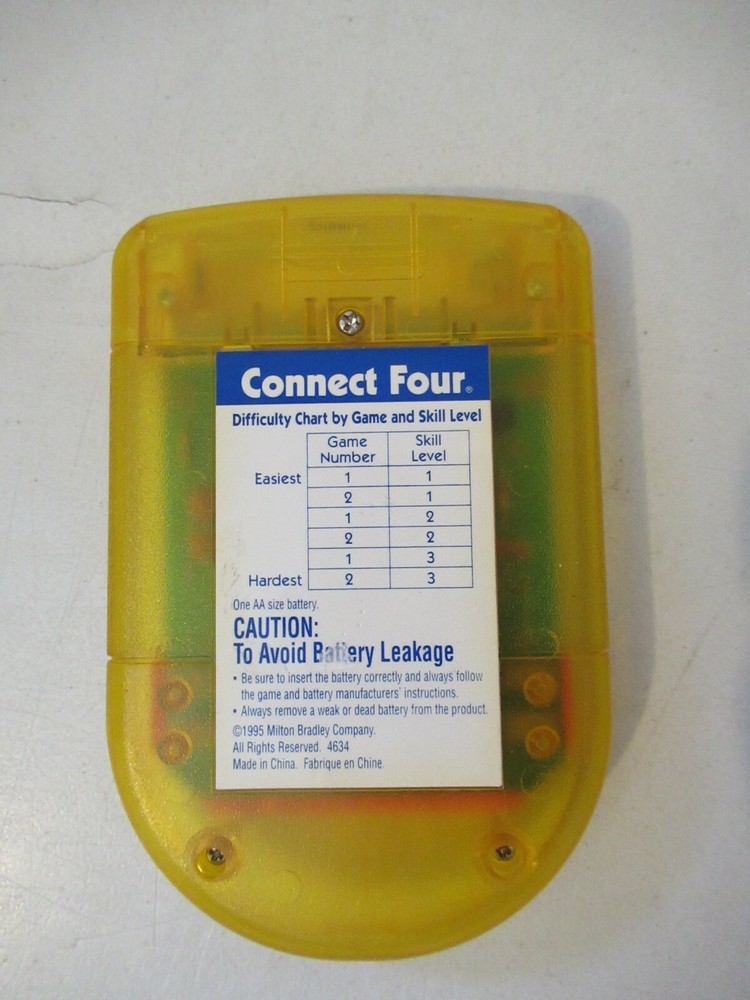 Connect Four®
Difficulty Chart by Game and Skill Level
Game Number Skill Level
Easiest 1 1
2 1
1 2
2 2
1 3
Hardest 2 3
One AA size battery.
CAUTION:
To Avoid Battery Leakage
• Be sure to insert the battery correctly and always follow
the game and battery manufacturers' instructions.
• Always remove a weak or dead battery from the product.
©1995 Milton Bradley Company.
All Rights Reserved. 4634
Made in China. Fabrique en Chine.